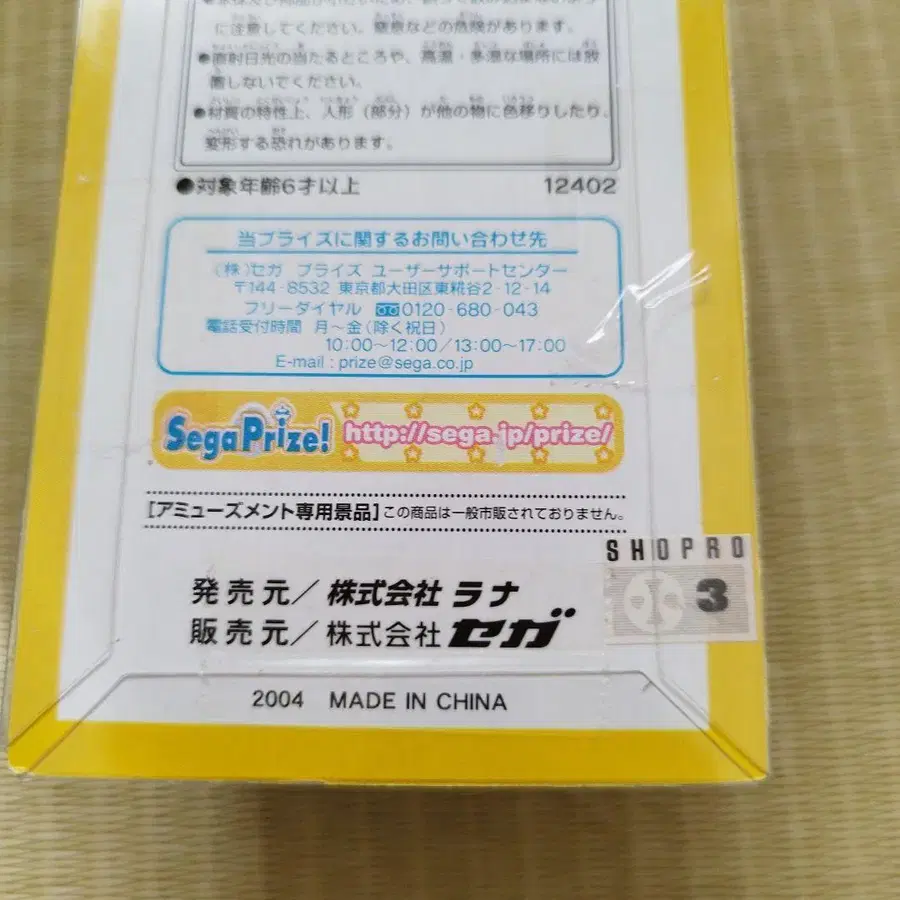 に注意してください。窒息などの危険があります。
●直射日光の当たるところや、高温・多湿な場所には放
置しないでください。
●材質の特性上、人形（部分）が他の物に色移りしたり、
変形する恐れがあります。
●対象年齢6才以上 12402
当プライズに関するお問い合わせ先
（株）セガ プライズ ユーザーサポートセンター
〒144-8532 東京都大田区東糀谷2-12-14
フリーダイヤル 0120-680-043
電話受付時間 月〜金（除く祝日）
10:00〜12:00/13:00〜17:00
E-mail : prize@sega.co.jp
SegaPrize! http://sega.jp/prize/
[アミューズメント専用景品] この商品は一般市販されておりません。
SHOPRO
3
発売元／株式会社 ラナ
販売元／株式会社 セガ
2004 MADE IN CHINA